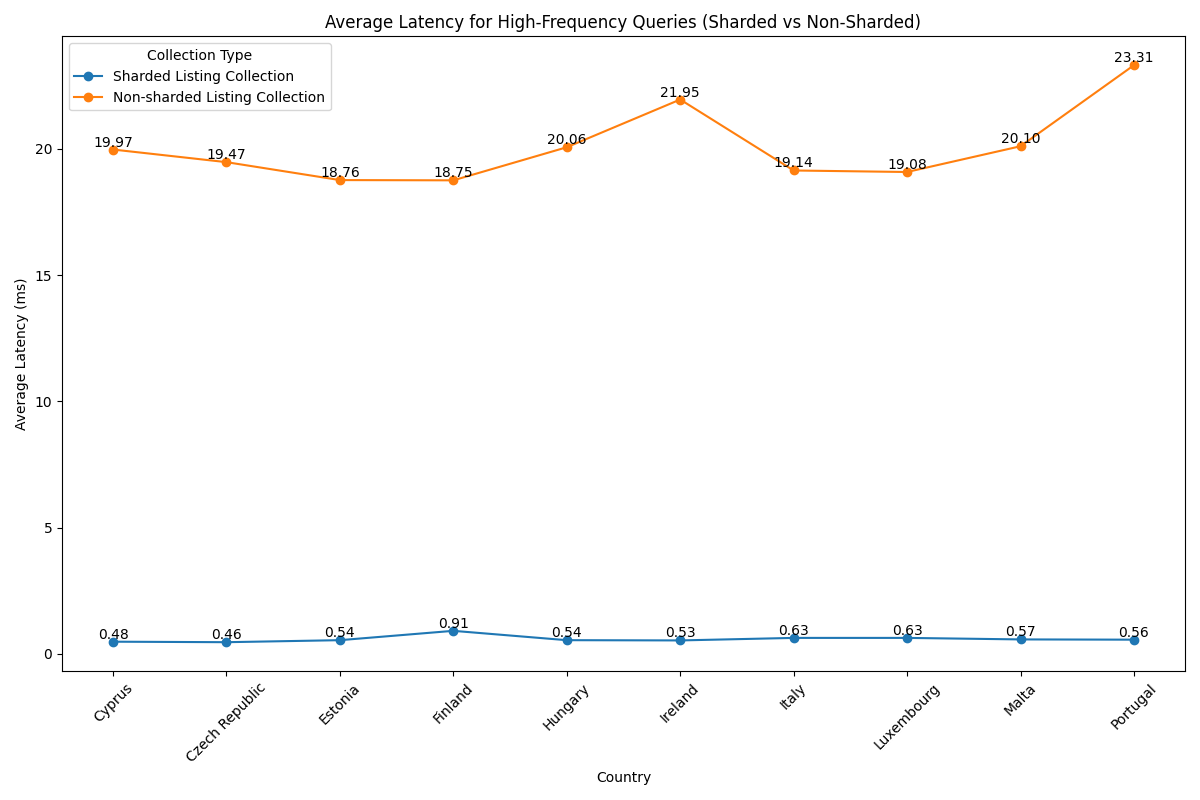 Average Latency for High-Frequency Queries (Sharded vs Non-Sharded)
Collection Type
Sharded Listing Collection
Non-sharded Listing Collection
19.97
19.47
18.76
18.75
20.06
21.95
19.14
19.08
20.10
23.31
0.48
0.46
0.54
0.91
0.54
0.53
0.63
0.63
0.57
0.56
Average Latency (ms)
20
15
10
5
0
Cyprus
Czech Republic
Estonia
Finland
Hungary
Ireland
Italy
Luxembourg
Malta
Portugal
Country